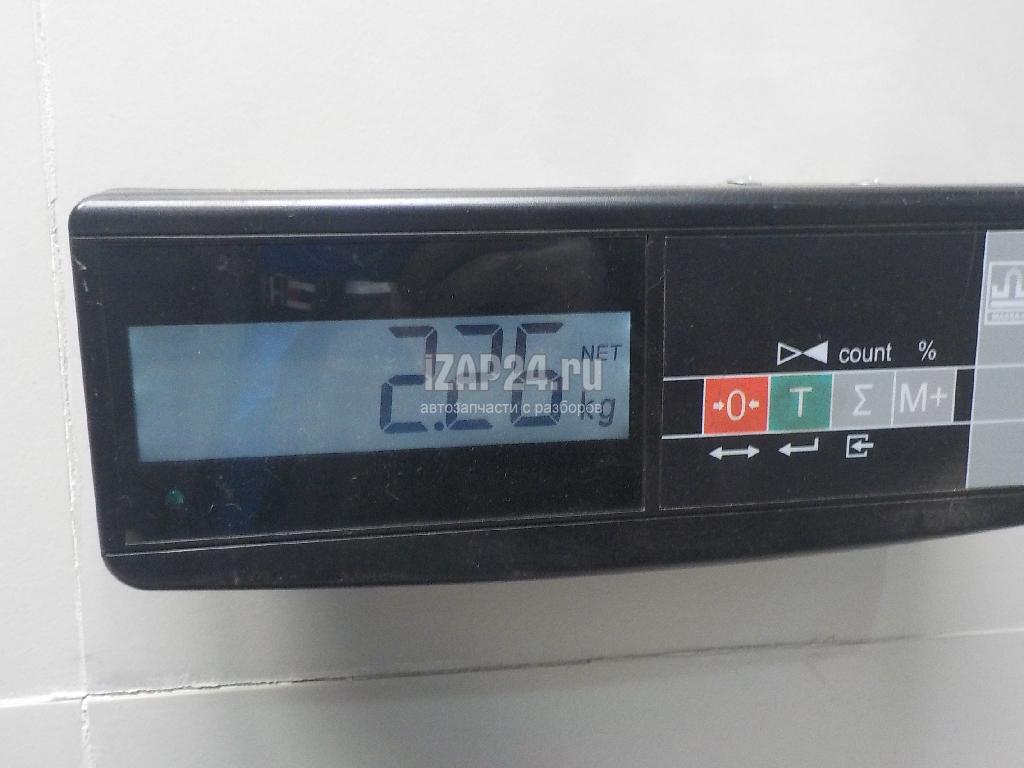 2.26
NET
kg
iZAP24.ru
автозапчасти с разборов
count %
→0← T Σ M+